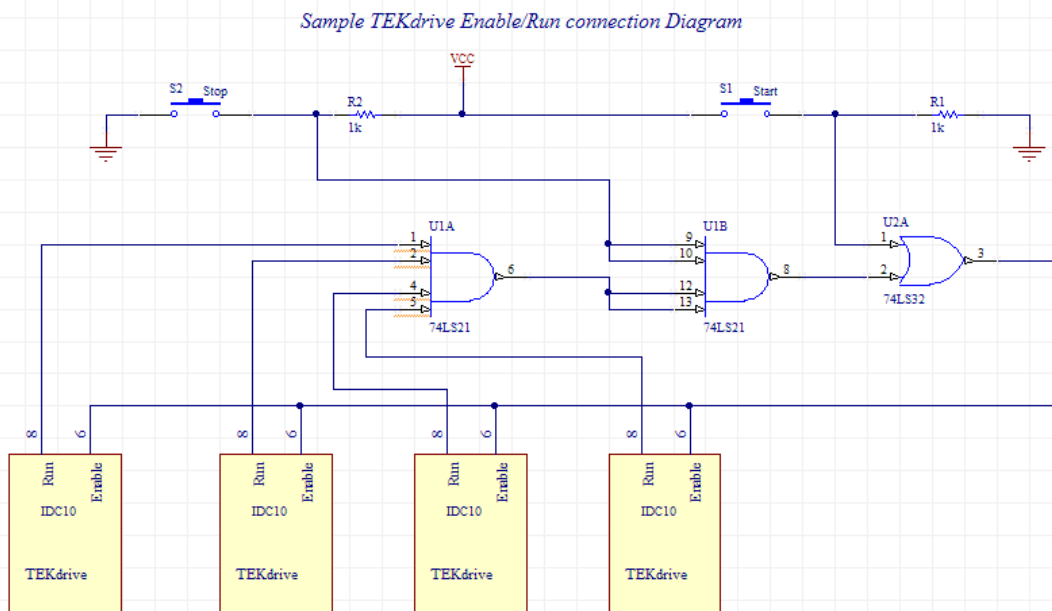 Sample TEKdrive Enable/Run connection Diagram
VCC
S2 Stop
R2
1k
S1 Start
R1
1k
U1A
1
2
4
5
6
74LS21
U1B
9
10
12
13
8
74LS21
U2A
1
2
3
74LS32
8 6 8 6 8 6 8 6
Run Enable Run Enable Run Enable Run Enable
IDC10 IDC10 IDC10 IDC10
TEKdrive TEKdrive TEKdrive TEKdrive